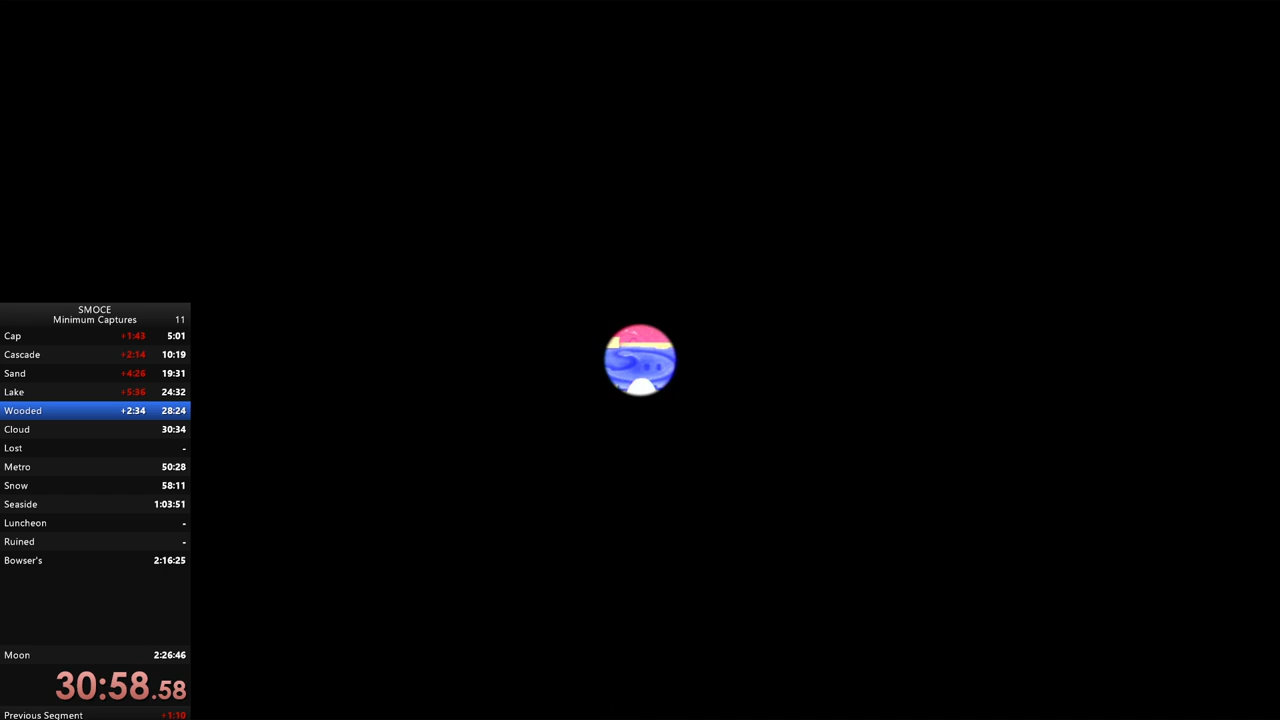 SMOCE
Minimum Captures 11
Cap +1:43 5:01
Cascade +2:14 10:19
Sand +4:26 19:31
Lake +5:36 24:32
Wooded +2:34 28:24
Cloud 30:34
Lost -
Metro 50:28
Snow 58:11
Seaside 1:03:51
Luncheon -
Ruined -
Bowser's 2:16:25
Moon 2:26:46
30:58.58
Previous Segment +1:10